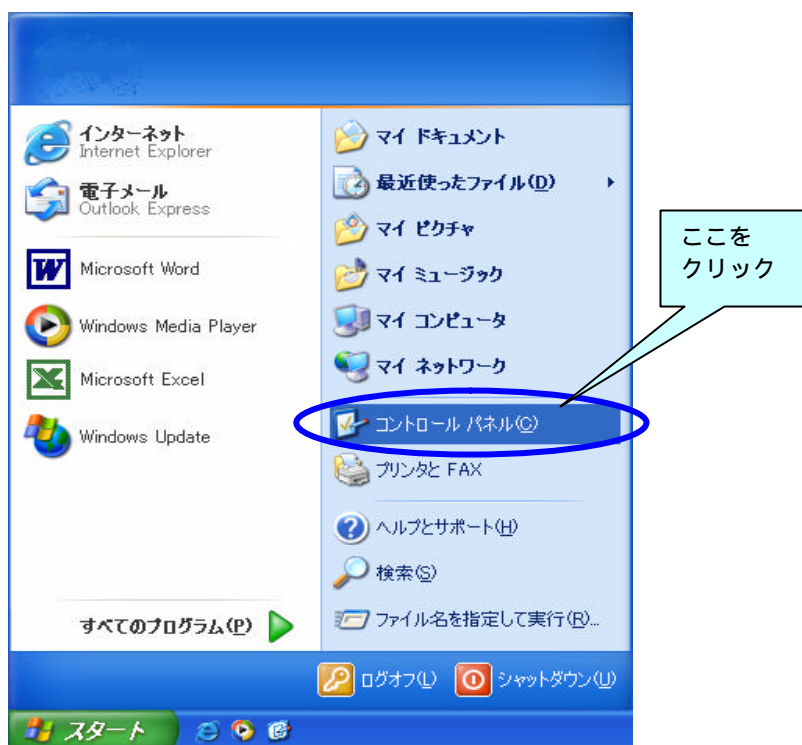 インターネット
Internet Explorer
電子メール
Outlook Express
Microsoft Word
Windows Media Player
Microsoft Excel
Windows Update
すべてのプログラム(P)
マイ ドキュメント
最近使ったファイル(D)
マイ ピクチャ
マイ ミュージック
マイ コンピュータ
マイ ネットワーク
コントロール パネル(C)
プリンタと FAX
ヘルプとサポート(H)
検索(S)
ファイル名を指定して実行(R)...
ここを
クリック
ログオフ(L)
シャットダウン(U)
スタート